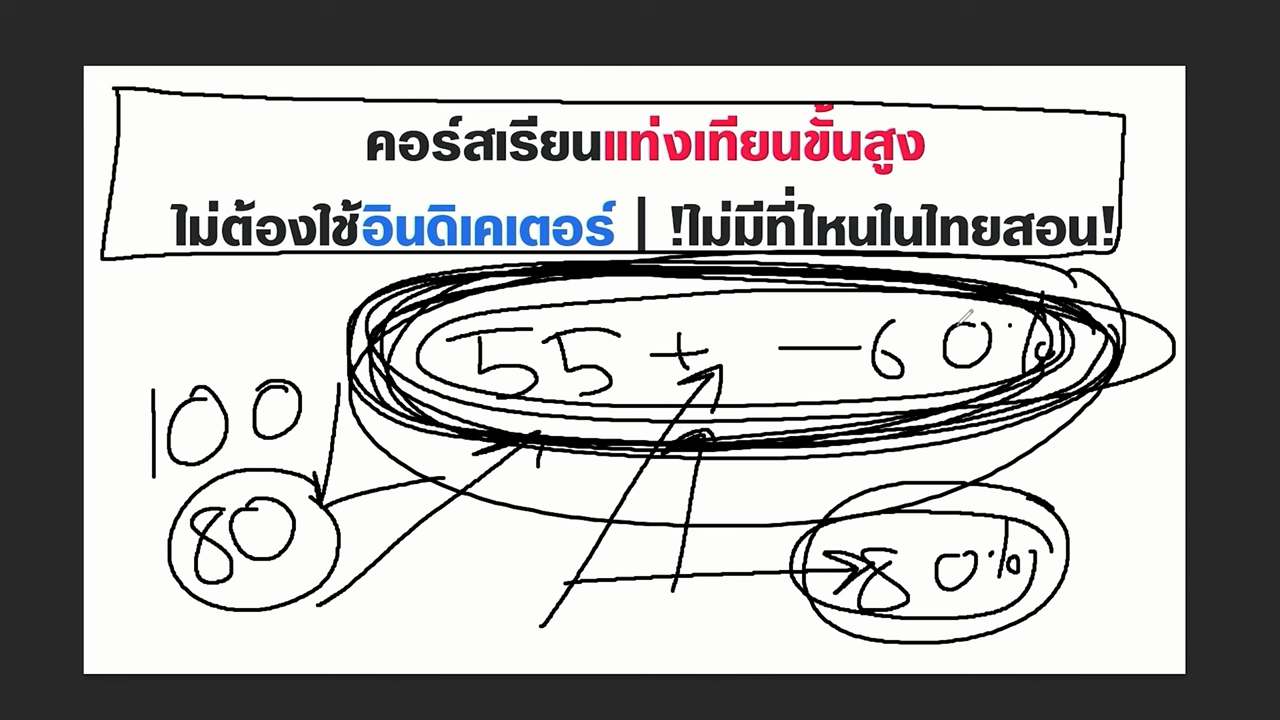 คอร์สเรียนแท่งเทียนขั้นสูง
ไม่ต้องใช้อินดิเคเตอร์ | !ไม่มีที่ไหนในไทยสอน!
55+ — 60%
100
80
80%